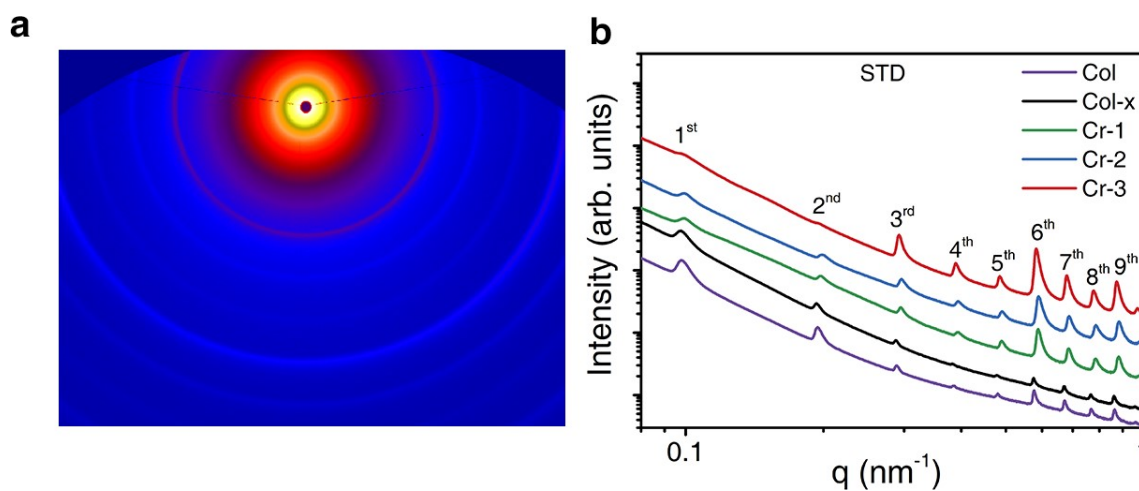 a
b
STD
Col
Col-x
Cr-1
Cr-2
Cr-3
1st
2nd
3rd
4th
5th
6th
7th
8th
9th
Intensity (arb. units)
0.1
q (nm-1)